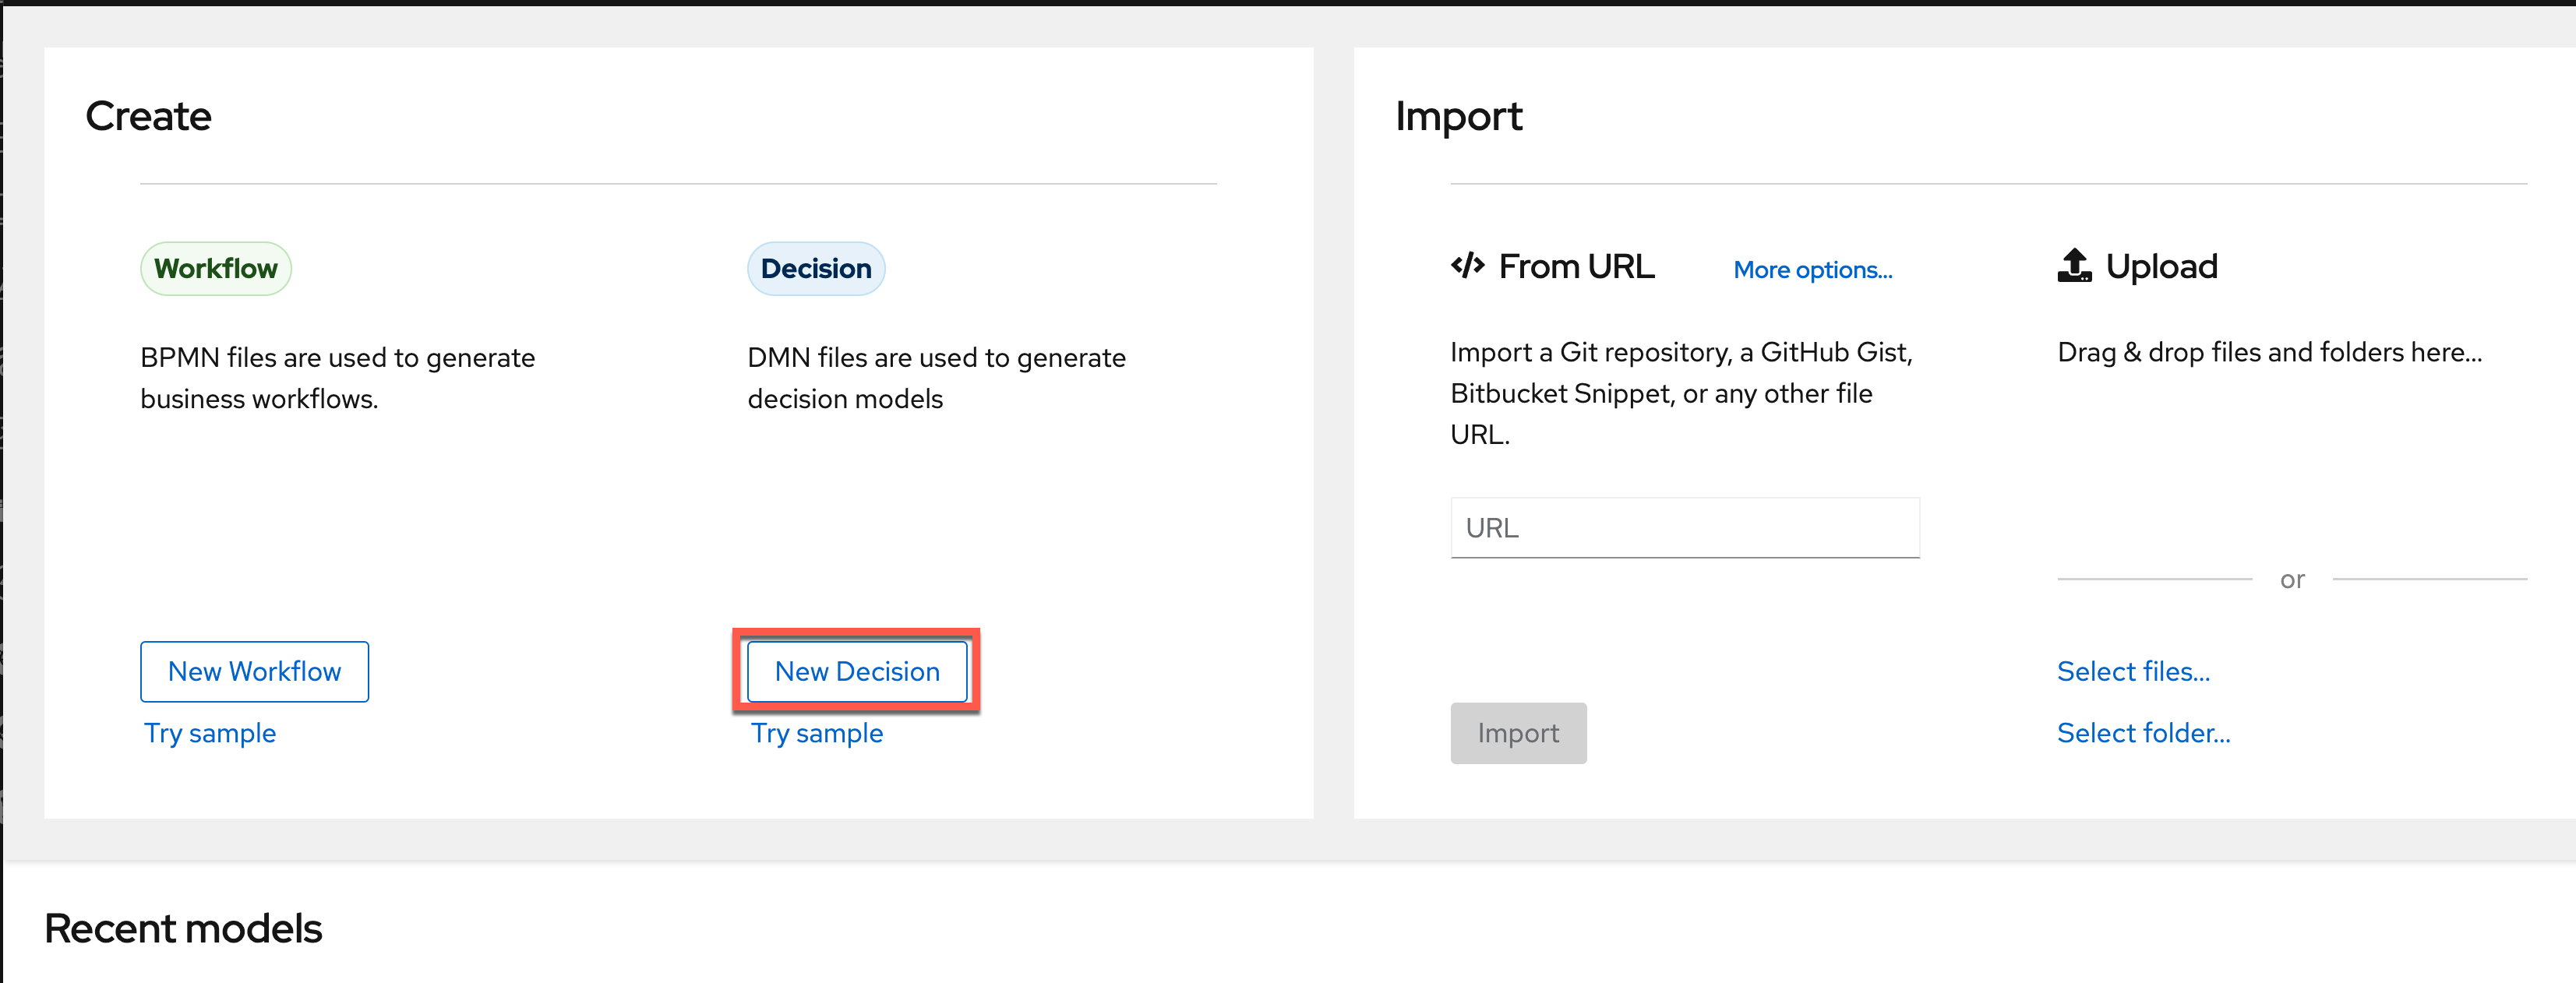 Create
Workflow
BPMN files are used to generate
business workflows.
New Workflow
Try sample
Decision
DMN files are used to generate
decision models
New Decision
Try sample
Import
From URL
More options...
Import a Git repository, a GitHub Gist,
Bitbucket Snippet, or any other file
URL.
URL
Import
Upload
Drag & drop files and folders here...
or
Select files...
Select folder...
Recent models